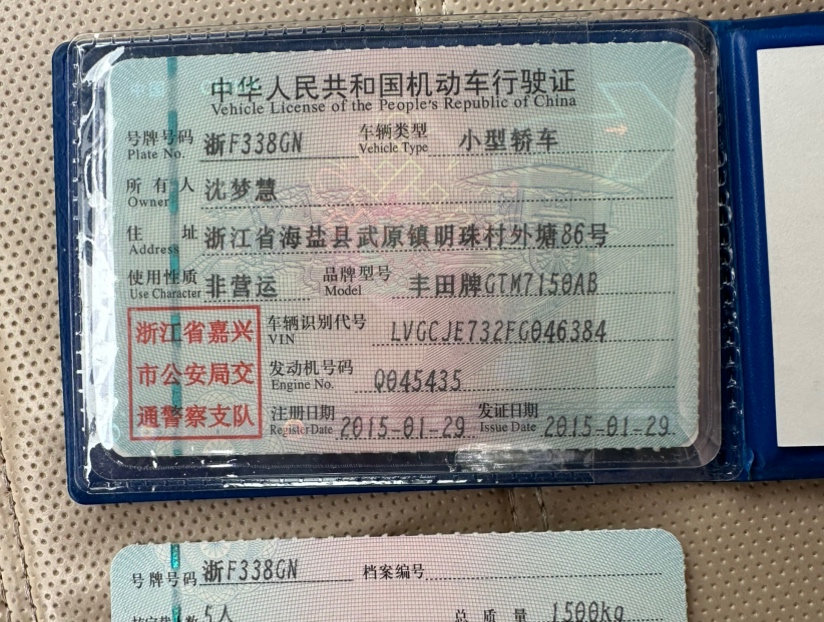 中华人民共和国机动车行驶证
Vehicle License of the People's Republic of China
号牌号码 浙F338GN 车辆类型 小型轿车
Plate No. Vehicle Type
所有人 沈梦慧
Owner
住址 浙江省海盐县武原镇明珠村外塘86号
Address
使用性质 非营运 品牌型号 丰田牌GTM7150AB
Use Character Model
浙江省嘉兴
市公安局交
通警察支队
车辆识别代号 LVGCJE732FG046384
VIN
发动机号码 Q045435
Engine No.
注册日期 2015-01-29 发证日期 2015-01-29
Register Date Issue Date
号牌号码 浙F338GN 档案编号
5人 总质量 1500kg